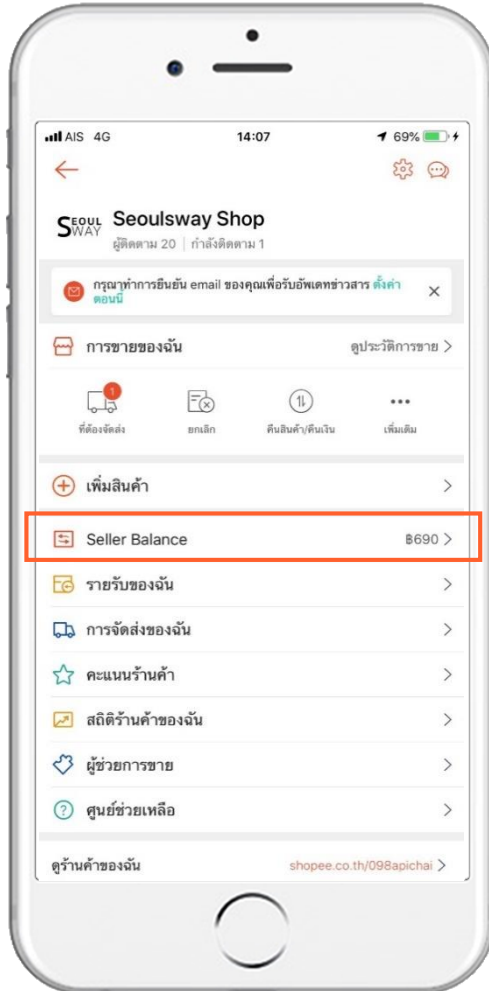 AIS 4G 14:07 69%
SEOUL
WAY
Seoulsway Shop
ผู้ติดตาม 20 | กำลังติดตาม 1
กรุณาทำการยืนยัน email ของคุณเพื่อรับอัพเดทข่าวสาร ตั้งค่า
ตอนนี้
การขายของฉัน ดูประวัติการขาย
1
ที่ต้องจัดส่ง ยกเลิก คืนสินค้า/คืนเงิน เพิ่มเติม
เพิ่มสินค้า
Seller Balance ฿690
รายรับของฉัน
การจัดส่งของฉัน
คะแนนร้านค้า
สถิติร้านค้าของฉัน
ผู้ช่วยการขาย
ศูนย์ช่วยเหลือ
ดูร้านค้าของฉัน shopee.co.th/098apichai